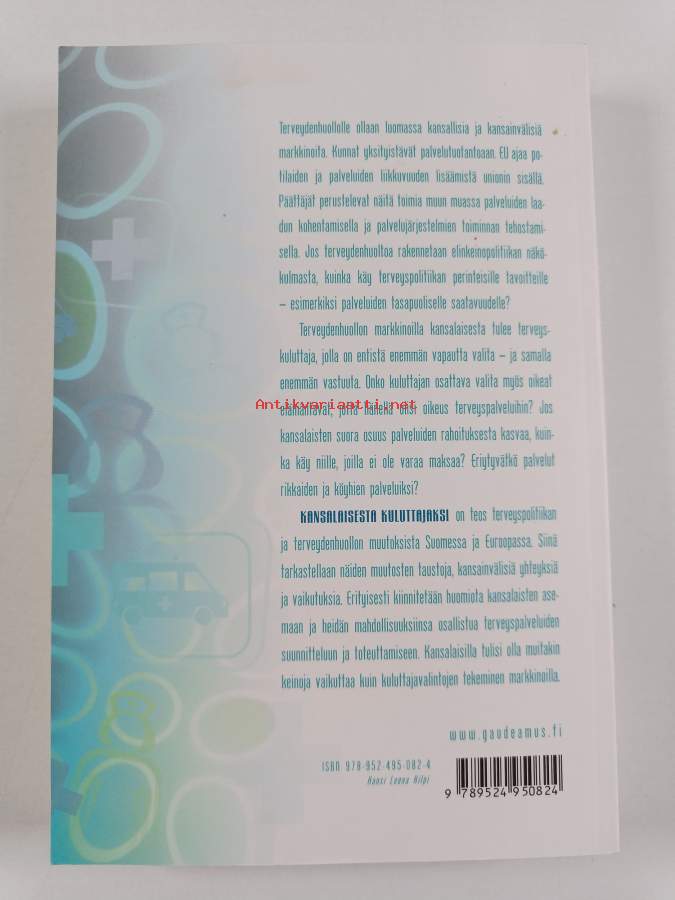 Terveydenhuollolle ollaan luomassa kansallisia ja kansainvälisiä
markkinoita. Kunnat yksityistävät palvelutuotantoaan. EU ajaa po-
tilaiden ja palveluiden liikkuvuuden lisäämistä unionin sisällä.
Päättäjät perustelevat näitä toimia muun muassa palveluiden laa-
dun kohentamisella ja palvelujärjestelmien toiminnan tehostami-
sella. Jos terveydenhuoltoa rakennetaan elinkeinopolitiikan näkö-
kulmasta, kuinka käy terveyspolitiikan perinteisille tavoitteille
– esimerkiksi palveluiden tasapuoliselle saatavuudelle?
Terveydenhuollon markkinoilla kansalaisesta tulee terveys-
kuluttaja, jolla on entistä enemmän vapautta valita – ja samalla
enemmän vastuuta. Onko kuluttajan osattava valita myös oikeat
Antikvariaatti.net
elämäntavat, jotta hänellä olisi oikeus terveyspalveluihin? Jos
kansalaisten suora osuus palveluiden rahoituksesta kasvaa, kuin-
ka käy niille, joilla ei ole varaa maksaa? Eriytyvätkö palvelut
rikkaiden ja köyhien palveluiksi?
KANSALAISESTA KULUTTAJAKSI on teos terveyspolitiikan
ja terveydenhuollon muutoksista Suomessa ja Euroopassa. Siinä
tarkastellaan näiden muutosten taustoja, kansainvälisiä yhteyksiä
ja vaikutuksia. Erityisesti kiinnitetään huomiota kansalaisten ase-
maan ja heidän mahdollisuuksiinsa osallistua terveyspalveluiden
suunnitteluun ja toteuttamiseen. Kansalaisilla tulisi olla muitakin
keinoja vaikuttaa kuin kuluttajavalintojen tekeminen markkinoilla.
www.gaudeamus.fi
ISBN 978-952-495-082-4
Kansi Emma Hilpi
9 789524 950824